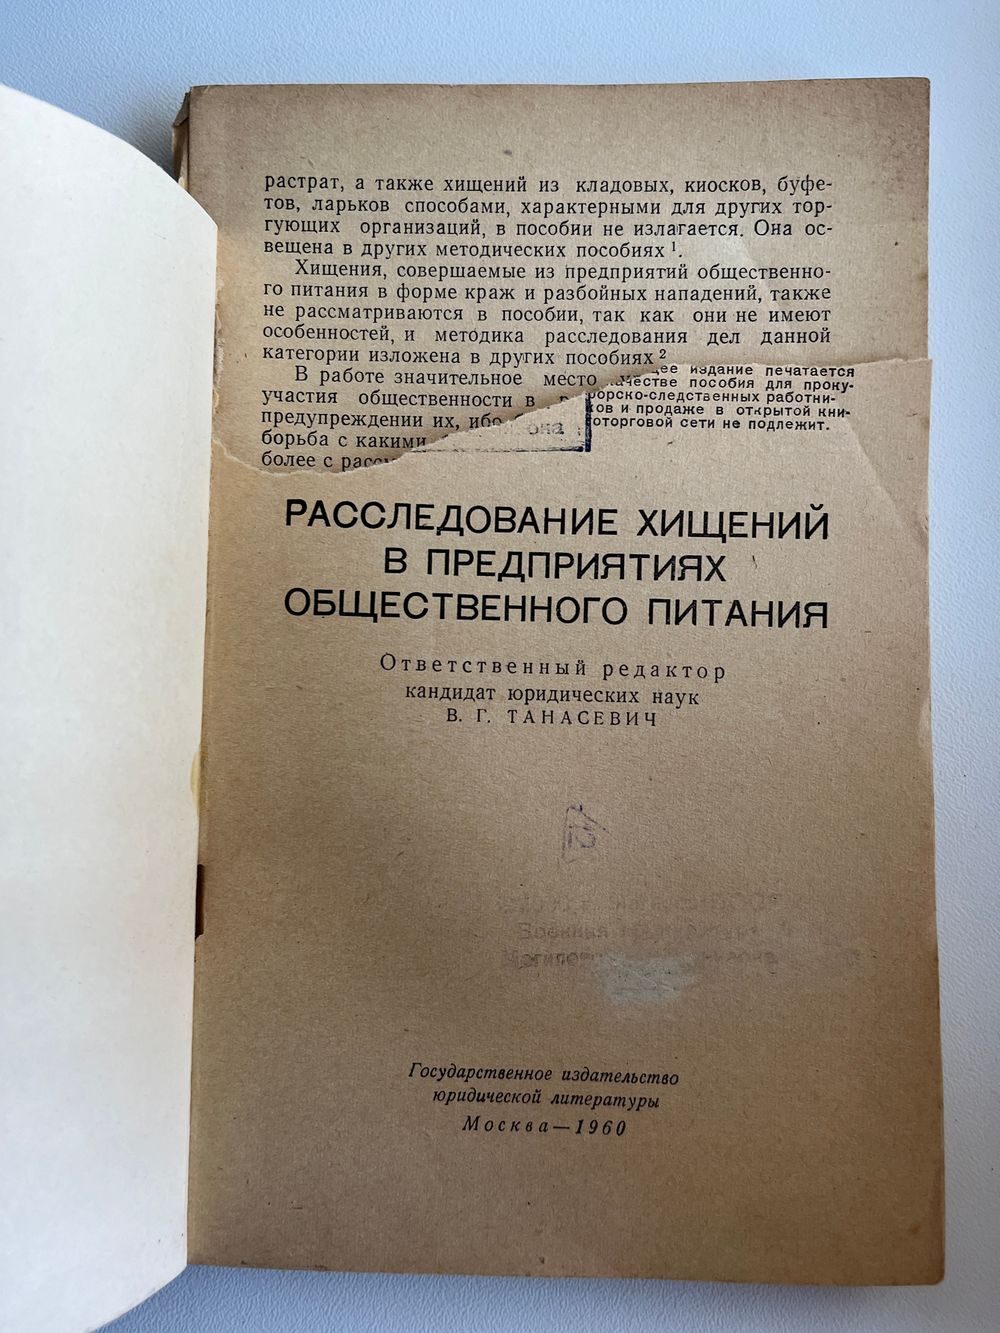 растрат, а также хищений из кладовых, киосков, буфе-
тов, ларьков способами, характерными для других тор-
гующих организаций, в пособии не излагается. Она ос-
вещена в других методических пособиях ¹.
Хищения, совершаемые из предприятий общественно-
го питания в форме краж и разбойных нападений, также
не рассматриваются в пособии, так как они не имеют
особенностей, и методика расследования дел данной
категории изложена в других пособиях ²
В работе значительное место
участия общественности в
предупреждении их, ибо
борьба с какими
более с
издание печатается
пособия для проку-
рорско-следственных работни-
ков и продаже в открытой кни-
готорговой сети не подлежит.
РАССЛЕДОВАНИЕ ХИЩЕНИЙ
В ПРЕДПРИЯТИЯХ
ОБЩЕСТВЕННОГО ПИТАНИЯ
Ответственный редактор
кандидат юридических наук
В. Г. ТАНАСЕВИЧ
Государственное издательство
юридической литературы
Москва—1960